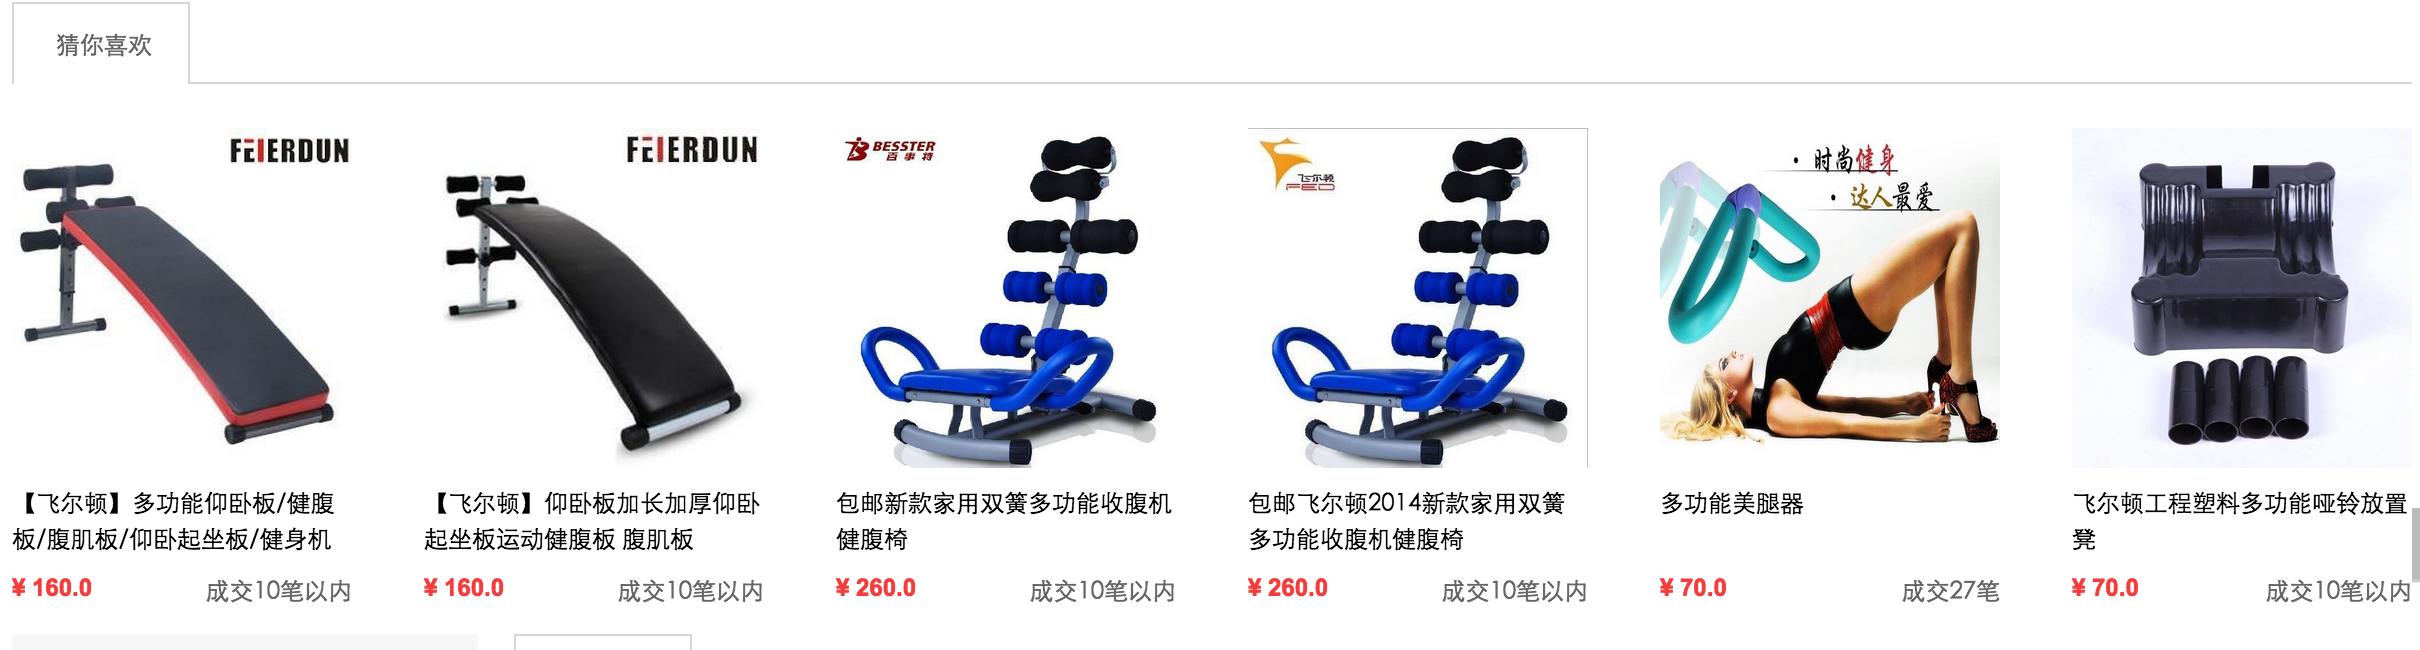 猜你喜欢
FEIERDUN
FEIERDUN
BESSTER
百事特
飞尔顿
FED
·时尚健身
·达人最爱
【飞尔顿】多功能仰卧板/健腹
板/腹肌板/仰卧起坐板/健身机
¥ 160.0 成交10笔以内
【飞尔顿】仰卧板加长加厚仰卧
起坐板运动健腹板 腹肌板
¥ 160.0 成交10笔以内
包邮新款家用双簧多功能收腹机
健腹椅
¥ 260.0 成交10笔以内
包邮飞尔顿2014新款家用双簧
多功能收腹机健腹椅
¥ 260.0 成交10笔以内
多功能美腿器
¥ 70.0 成交27笔
飞尔顿工程塑料多功能哑铃放置
凳
¥ 70.0 成交10笔以内